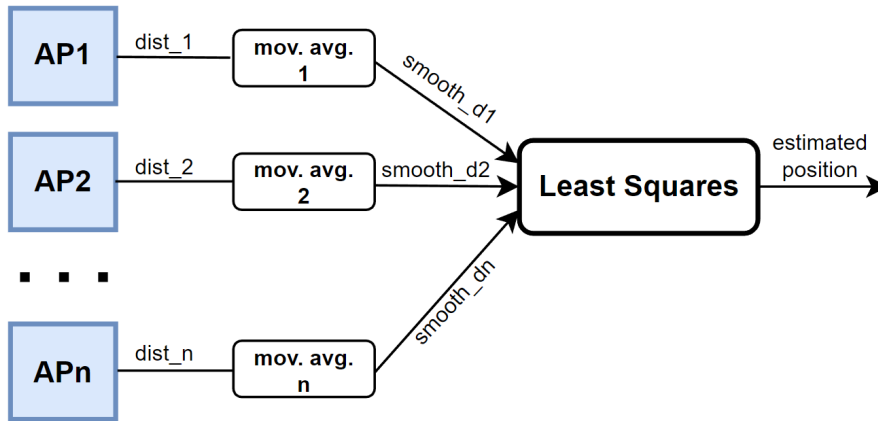 AP1
dist_1
mov. avg.
1
smooth_d1
AP2
dist_2
mov. avg.
2
smooth_d2
Least Squares
estimated
position
. . .
APn
dist_n
mov. avg.
n
smooth_dn